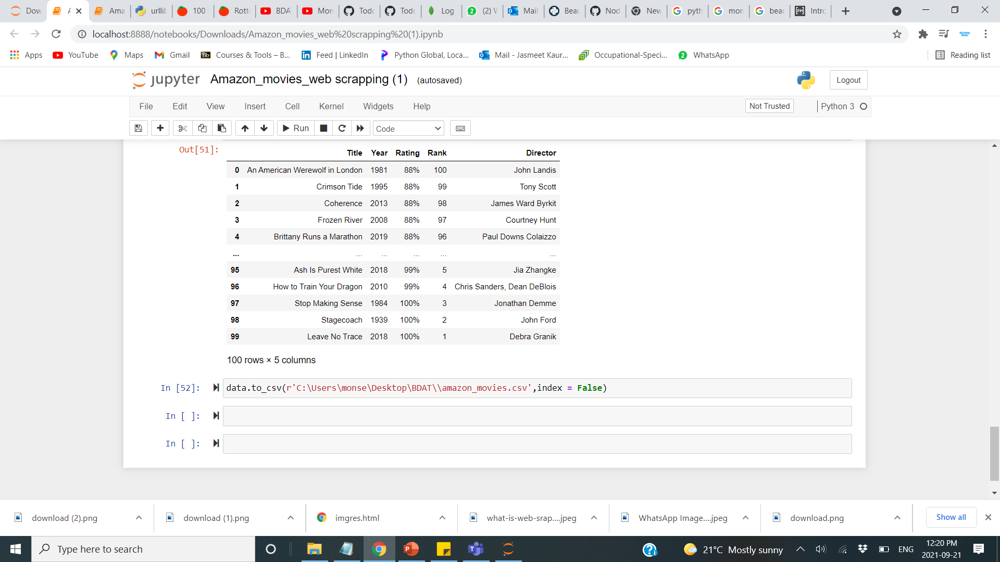 Dow A Ama urllib 100 Rott BDA Mon Todo Todo Log (2) W Mail Beau Nod New pyth mon beau Intro
localhost:8888/notebooks/Downloads/Amazon_movies_web%20scrapping%20(1).ipynb
Apps YouTube Maps Gmail Bb Courses & Tools – B... Feed | LinkedIn Python Global, Loca... Mail - Jasmeet Kaur... Occupational-Speci... 2 WhatsApp Reading list
jupyter Amazon_movies_web scrapping (1) (autosaved) Logout
File Edit View Insert Cell Kernel Widgets Help Not Trusted Python 3
Run Code
Out[51]:
Title Year Rating Rank Director
0 An American Werewolf in London 1981 88% 100 John Landis
1 Crimson Tide 1995 88% 99 Tony Scott
2 Coherence 2013 88% 98 James Ward Byrkit
3 Frozen River 2008 88% 97 Courtney Hunt
4 Brittany Runs a Marathon 2019 88% 96 Paul Downs Colaizzo
... ... ... ... ... ...
95 Ash Is Purest White 2018 99% 5 Jia Zhangke
96 How to Train Your Dragon 2010 99% 4 Chris Sanders, Dean DeBlois
97 Stop Making Sense 1984 100% 3 Jonathan Demme
98 Stagecoach 1939 100% 2 John Ford
99 Leave No Trace 2018 100% 1 Debra Granik
100 rows × 5 columns
In [52]: data.to_csv(r'C:\Users\monse\Desktop\BDAT\\amazon_movies.csv',index = False)
In [ ]:
In [ ]:
download (2).png download (1).png imgres.html what-is-web-srap....jpeg WhatsApp Image....jpeg download.png Show all
Type here to search 21°C Mostly sunny ENG 12:20 PM
2021-09-21